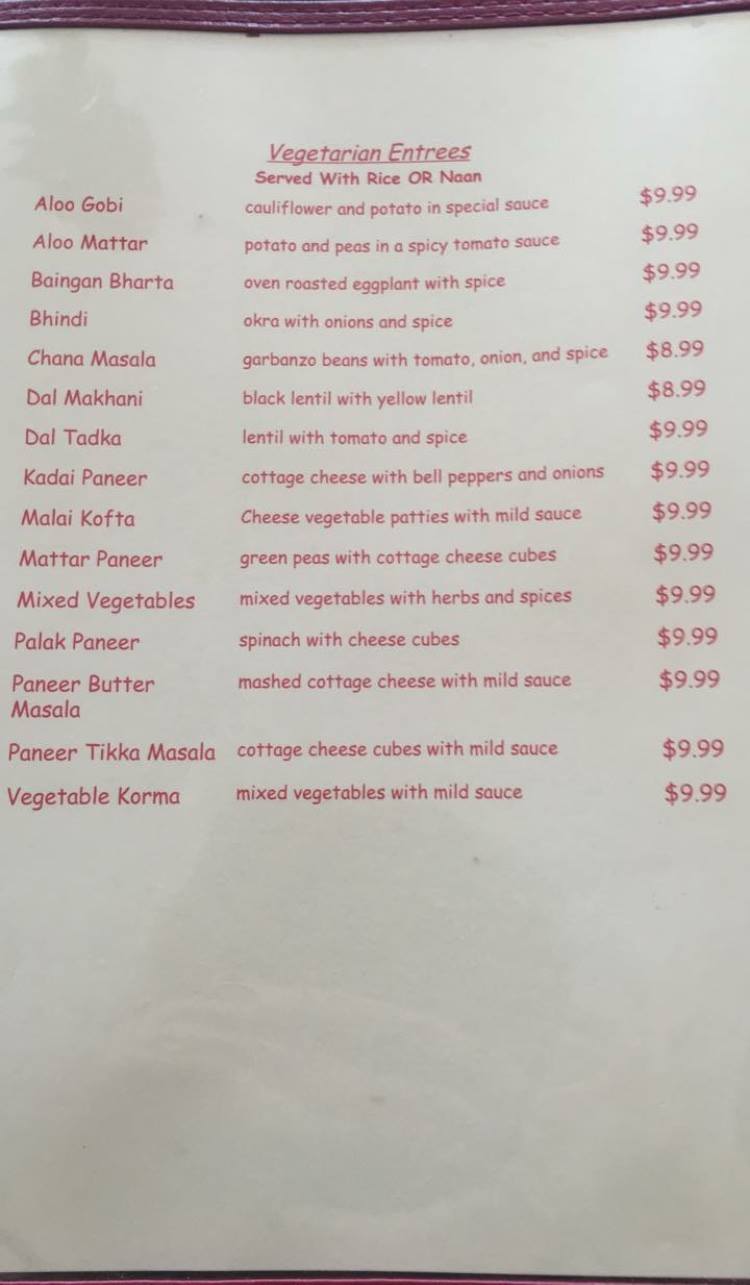 Vegetarian Entrees
Served With Rice OR Naan
Aloo Gobi cauliflower and potato in special sauce $9.99
Aloo Mattar potato and peas in a spicy tomato sauce $9.99
Baingan Bharta oven roasted eggplant with spice $9.99
Bhindi okra with onions and spice $9.99
Chana Masala garbanzo beans with tomato, onion, and spice $8.99
Dal Makhani black lentil with yellow lentil $8.99
Dal Tadka lentil with tomato and spice $9.99
Kadai Paneer cottage cheese with bell peppers and onions $9.99
Malai Kofta Cheese vegetable patties with mild sauce $9.99
Mattar Paneer green peas with cottage cheese cubes $9.99
Mixed Vegetables mixed vegetables with herbs and spices $9.99
Palak Paneer spinach with cheese cubes $9.99
Paneer Butter mashed cottage cheese with mild sauce $9.99
Masala
Paneer Tikka Masala cottage cheese cubes with mild sauce $9.99
Vegetable Korma mixed vegetables with mild sauce $9.99